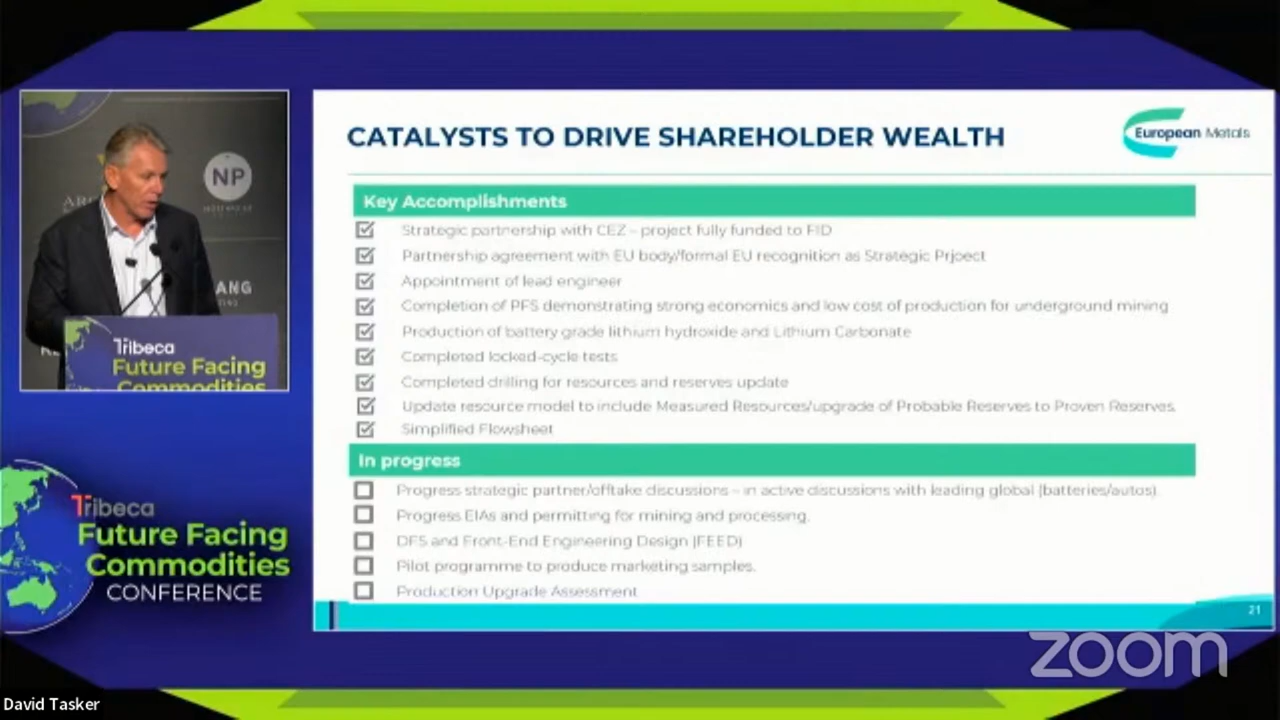 CATALYSTS TO DRIVE SHAREHOLDER WEALTH
European Metals
Key Accomplishments
Strategic partnership with CEZ – project fully funded to FID
Partnership agreement with EU body/formal EU recognition as Strategic Prjoect
Appointment of lead engineer
Completion of PFS demonstrating strong economics and low cost of production for underground mining
Production of battery grade lithium hydroxide and Lithium Carbonate
Completed locked-cycle tests
Completed drilling for resources and reserves update
Update resource model to include Measured Resources/upgrade of Probable Reserves to Proven Reserves.
Simplified Flowsheet
In progress
Progress strategic partner/offtake discussions – in active discussions with leading global (batteries/autos).
Progress EIAs and permitting for mining and processing.
DFS and Front-End Engineering Design (FEED)
Pilot programme to produce marketing samples.
Production Upgrade Assessment
21
NP
ANG
Tribeca
Future Facing
Commodities
Tribeca
Future Facing
Commodities
CONFERENCE
zoom
David Tasker